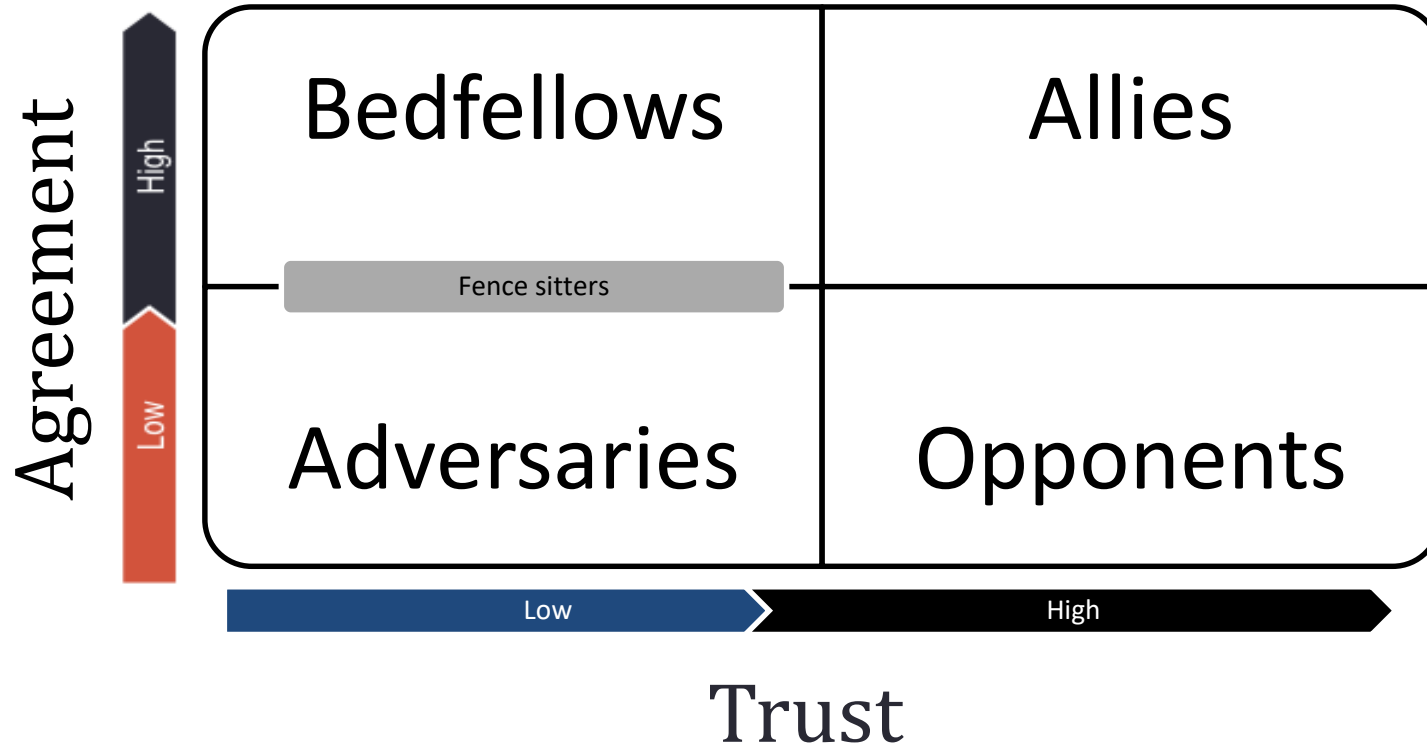 Agreement
High
Low
Bedfellows
Allies
Fence sitters
Adversaries
Opponents
Low
High
Trust